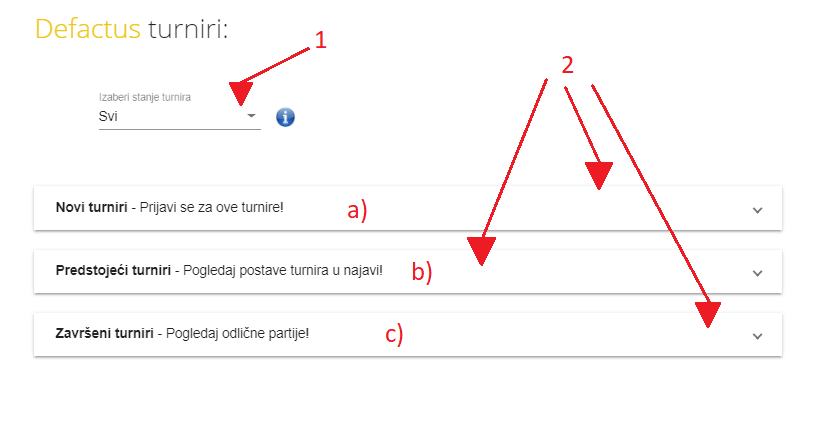 Defactus turniri:
1
2
Izaberi stanje turnira
Svi
Novi turniri - Prijavi se za ove turnire! a)
Predstojeći turniri - Pogledaj postave turnira u najavi! b)
Završeni turniri - Pogledaj odlične partije! c)